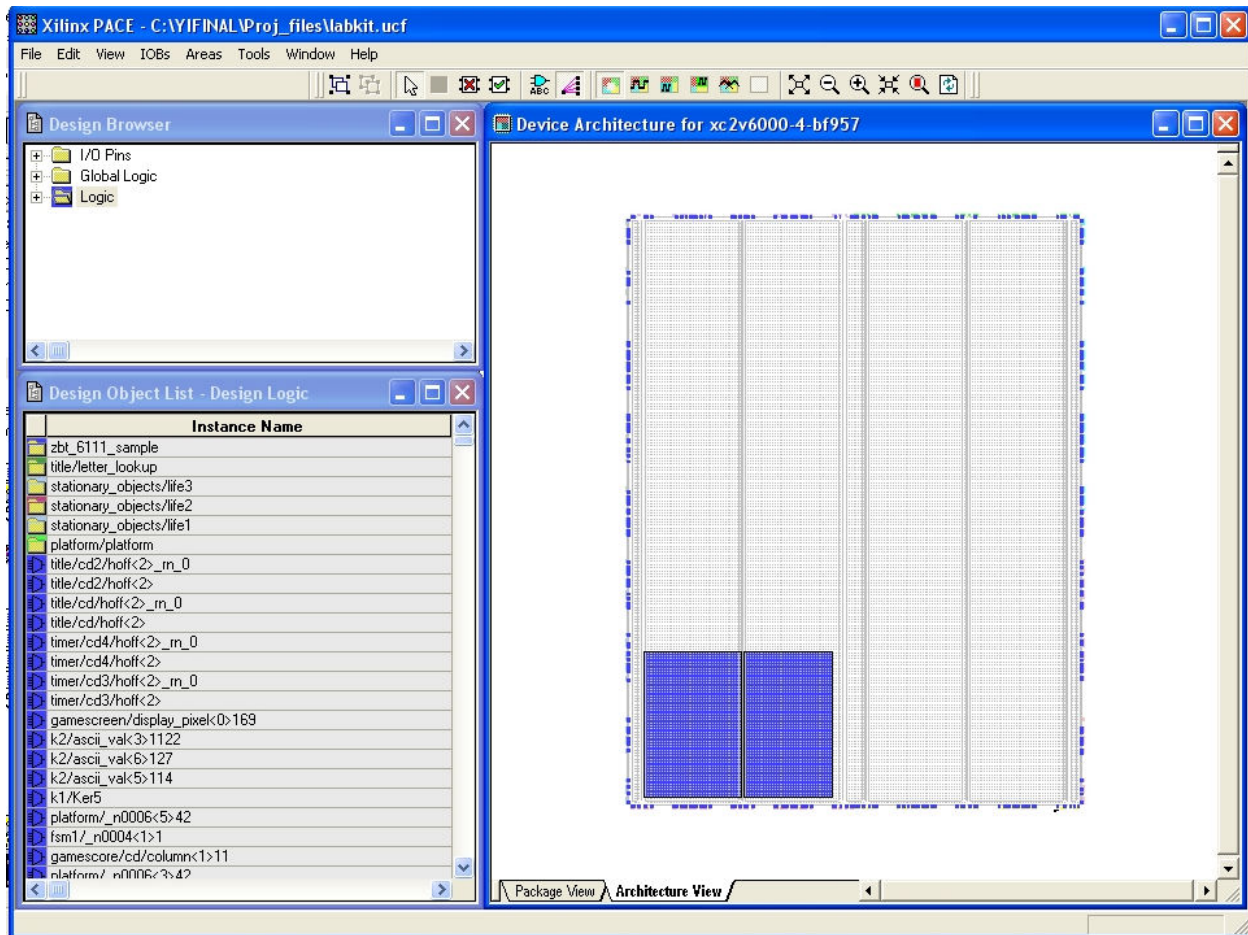 Xilinx PACE - C:\YIFINAL\Proj_files\labkit.ucf
File Edit View IOBs Areas Tools Window Help
ABC
Design Browser
I/O Pins
Global Logic
Logic
Design Object List - Design Logic
Instance Name
zbt_6111_sample
title/letter_lookup
stationary_objects/life3
stationary_objects/life2
stationary_objects/life1
platform/platform
title/cd2/hoff<2>_rn_0
title/cd2/hoff<2>
title/cd/hoff<2>_rn_0
title/cd/hoff<2>
timer/cd4/hoff<2>_rn_0
timer/cd4/hoff<2>
timer/cd3/hoff<2>_rn_0
timer/cd3/hoff<2>
gamescreen/display_pixel<0>169
k2/ascii_val<3>1122
k2/ascii_val<6>127
k2/ascii_val<5>114
k1/Ker5
platform/_n0006<5>42
fsm1/_n0004<1>1
gamescore/cd/column<1>11
platform/_n0006<3>42
Device Architecture for xc2v6000-4-bf957
Package View Architecture View